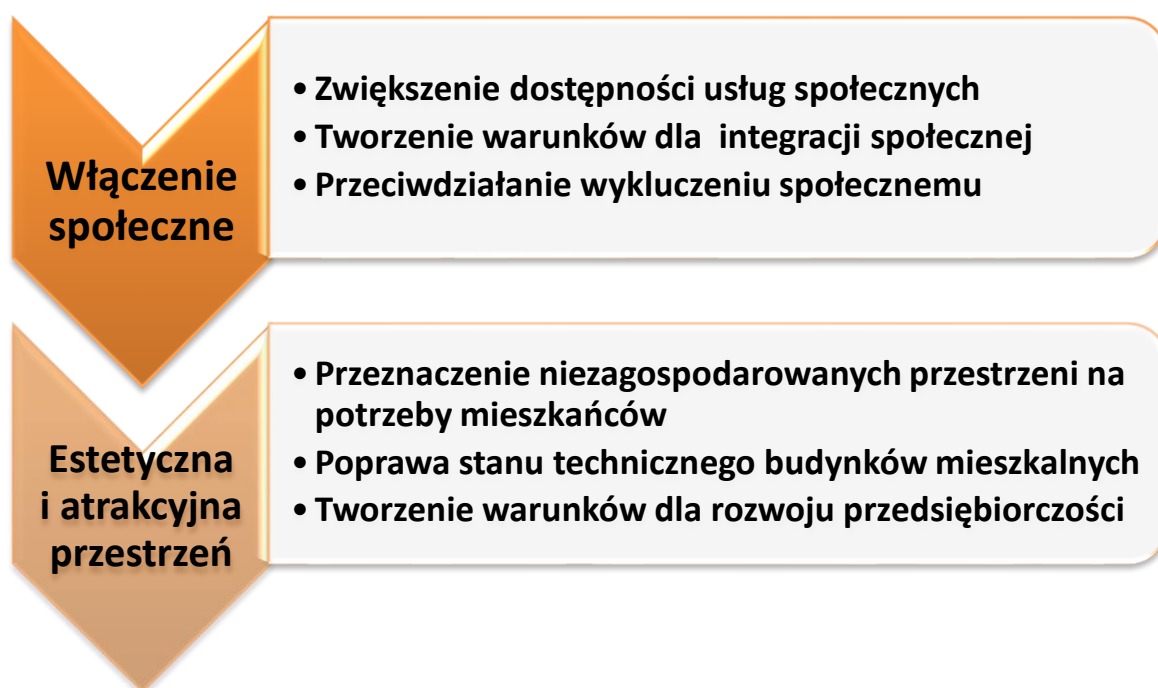 Włączenie
społeczne
• Zwiększenie dostępności usług społecznych
• Tworzenie warunków dla  integracji społecznej
• Przeciwdziałanie wykluczeniu społecznemu
Estetyczna
i atrakcyjna
przestrzeń
• Przeznaczenie niezagospodarowanych przestrzeni na
potrzeby mieszkańców
• Poprawa stanu technicznego budynków mieszkalnych
• Tworzenie warunków dla rozwoju przedsiębiorczości